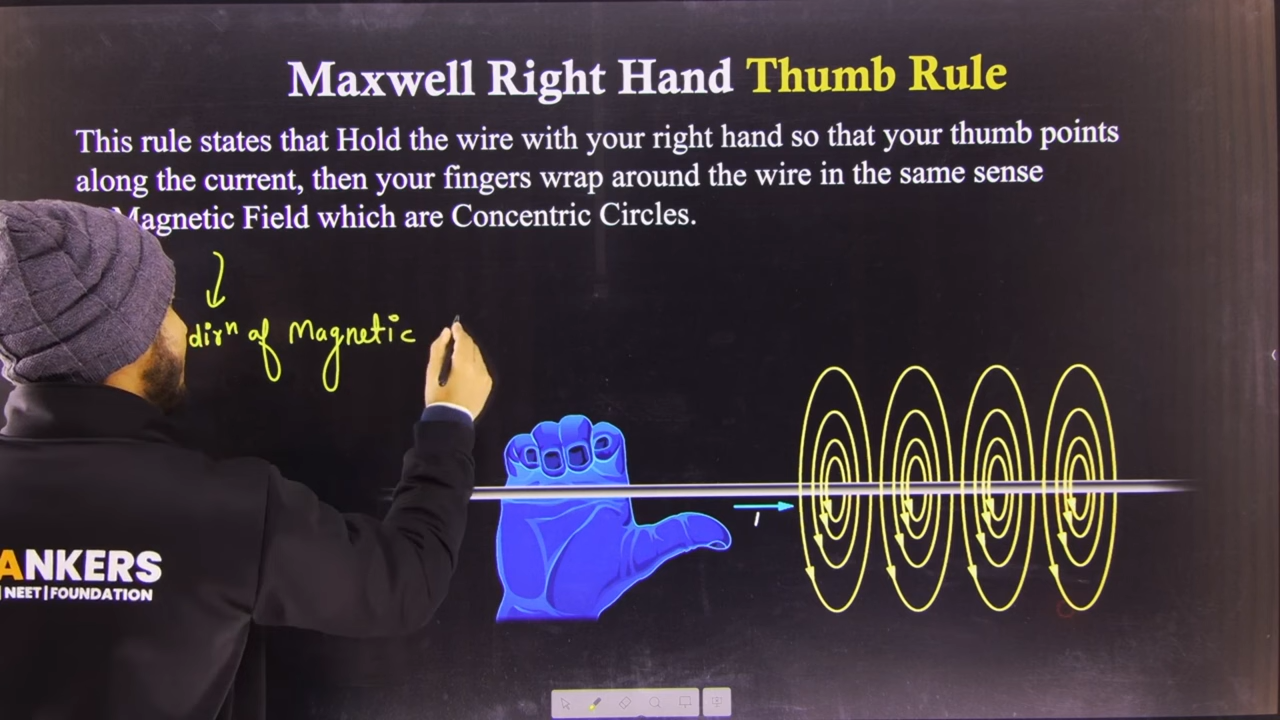 Maxwell Right Hand Thumb Rule
This rule states that Hold the wire with your right hand so that your thumb points
along the current, then your fingers wrap around the wire in the same sense
Magnetic Field which are Concentric Circles.
dirⁿ of Magnetic
I
ANKERS
| NEET | FOUNDATION